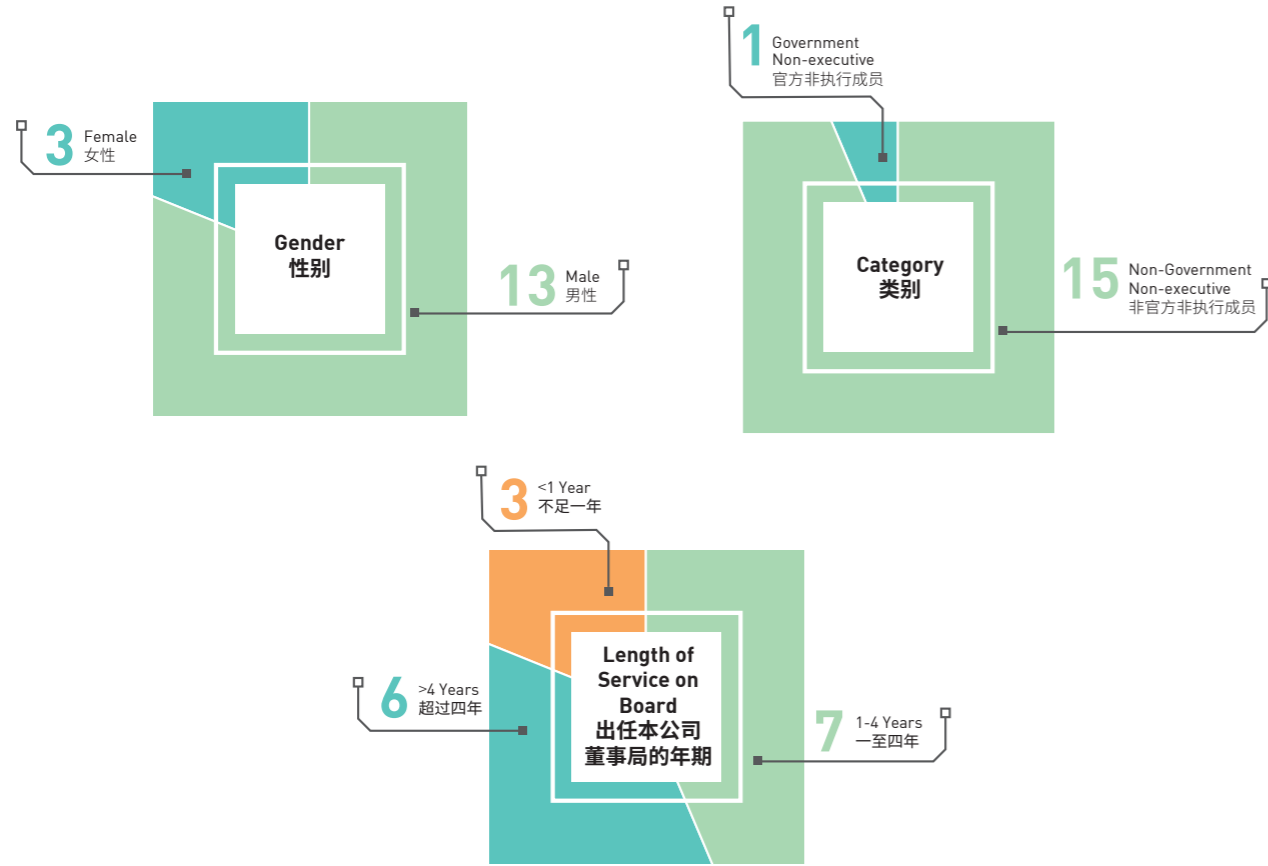 3
Female
女性
Gender
性别
13
Male
男性
1
Government
Non-executive
官方非执行成员
Category
类别
15
Non-Government
Non-executive
非官方非执行成员
3
<1 Year
不足一年
6
>4 Years
超过四年
Length of
Service on
Board
出任本公司
董事局的年期
7
1-4 Years
一至四年